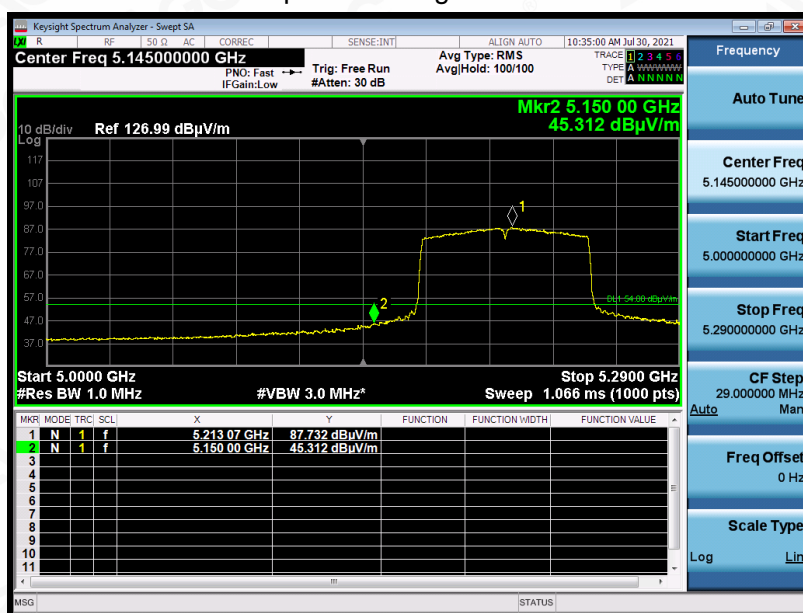 Keysight Spectrum Analyzer - Swept SA
LXI R RF 50 Ω AC CORREC SENSE:INT ALIGN AUTO 10:35:00 AM Jul 30, 2021
Center Freq 5.145000000 GHz
PNO: Fast
IFGain:Low
Trig: Free Run
#Atten: 30 dB
Avg Type: RMS
Avg|Hold: 100/100
TRACE 1 2 3 4 5 6
TYPE A WWWWW
DET A N N N N N
Mkr2 5.150 00 GHz
45.312 dBµV/m
10 dB/div Ref 126.99 dBµV/m
Log
117
107
97.0
87.0
77.0
67.0
57.0
47.0
37.0
1
2
DL1 54.00 dBµV/m
Start 5.0000 GHz
Stop 5.2900 GHz
#Res BW 1.0 MHz #VBW 3.0 MHz* Sweep 1.066 ms (1000 pts)
MKR MODE TRC SCL X Y FUNCTION FUNCTION WIDTH FUNCTION VALUE
1 N 1 f 5.213 07 GHz 87.732 dBµV/m
2 N 1 f 5.150 00 GHz 45.312 dBµV/m
3
4
5
6
7
8
9
10
11
MSG STATUS
Frequency
Auto Tune
Center Freq
5.145000000 GHz
Start Freq
5.000000000 GHz
Stop Freq
5.290000000 GHz
CF Step
29.000000 MHz
Auto Man
Freq Offset
0 Hz
Scale Type
Log Lin